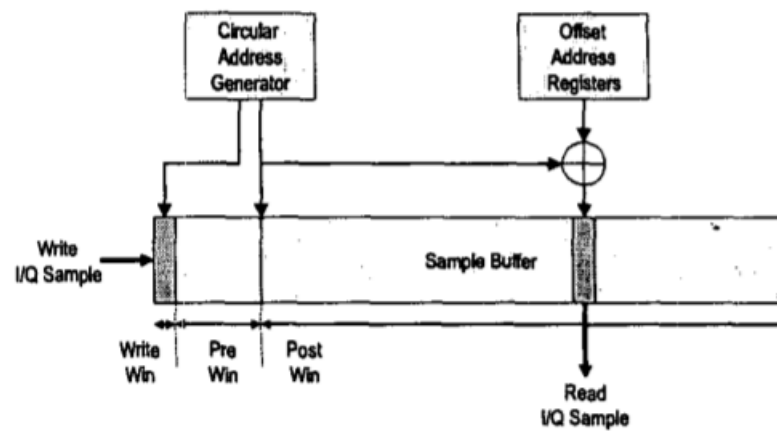 Circular
Address
Generator
Offset
Address
Registers
Write
I/Q Sample
Sample Buffer
Write
Win
Pre
Win
Post
Win
Read
I/Q Sample